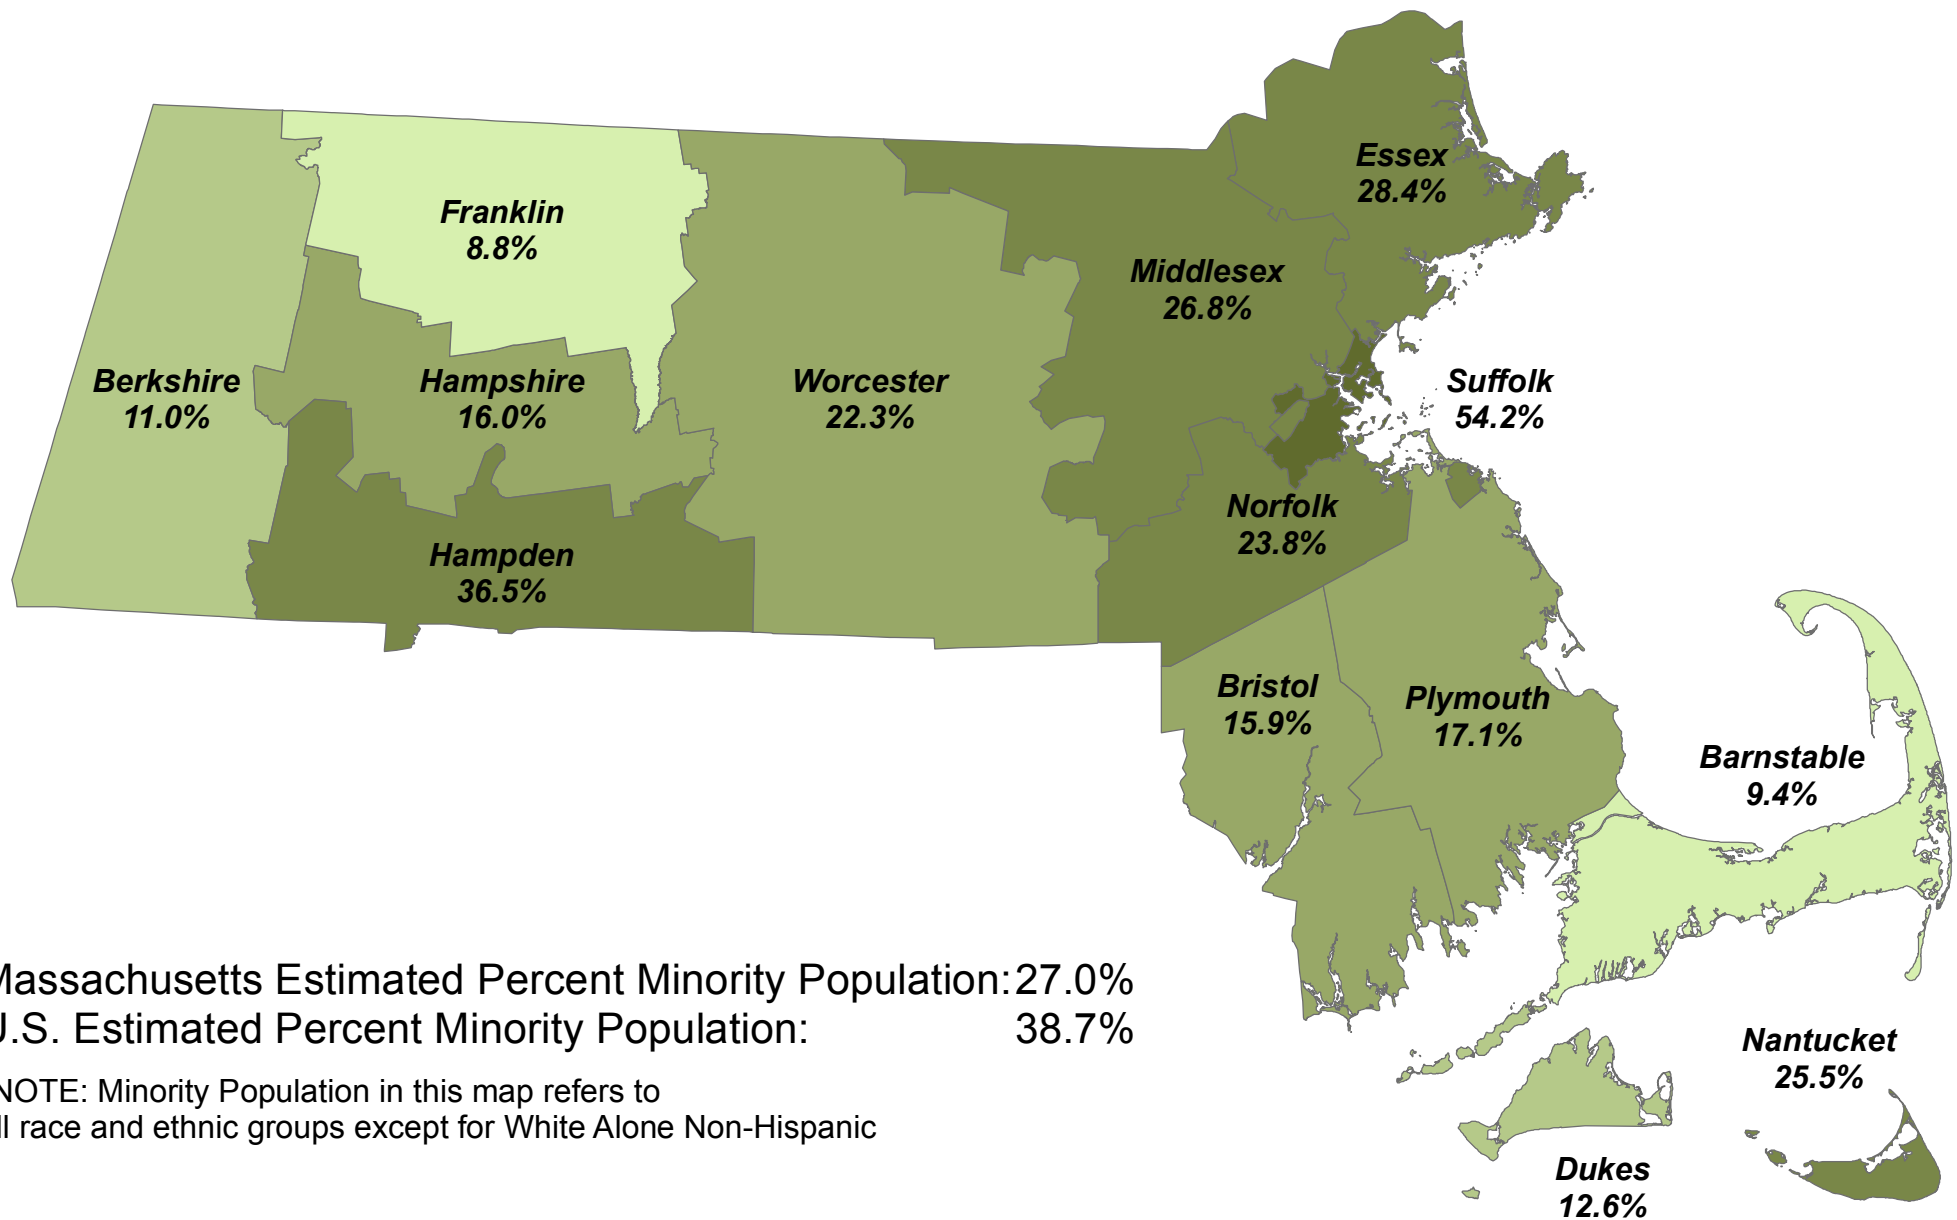 Essex
28.4%
Franklin
8.8%
Middlesex
26.8%
Berkshire
11.0%
Hampshire
16.0%
Worcester
22.3%
Suffolk
54.2%
Norfolk
23.8%
Hampden
36.5%
Bristol
15.9%
Plymouth
17.1%
Barnstable
9.4%
Massachusetts Estimated Percent Minority Population: 27.0%
U.S. Estimated Percent Minority Population: 38.7%
NOTE: Minority Population in this map refers to
ll race and ethnic groups except for White Alone Non-Hispanic
Nantucket
25.5%
Dukes
12.6%